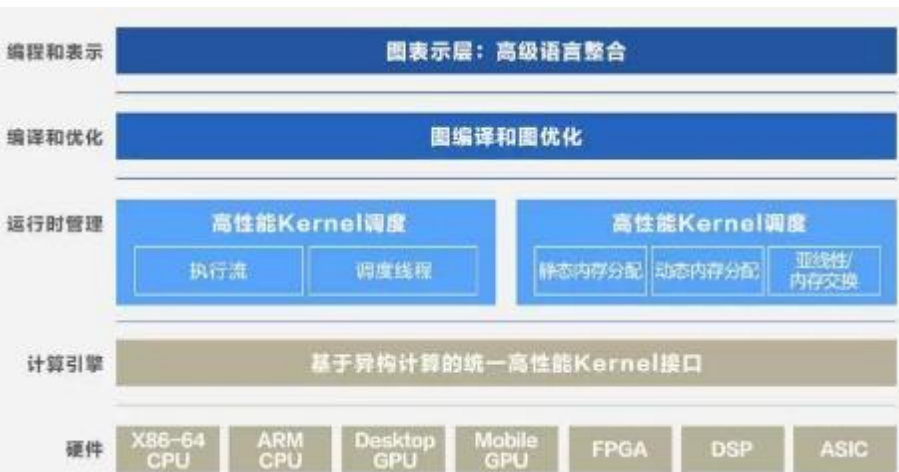 编程和表示
图表示层：高级语言整合
编译和优化
图编译和图优化
运行时管理
高性能Kernel调度
执行流
调度线程
高性能Kernel调度
静态内存分配
动态内存分配
亚线性/
内存交换
计算引擎
基于异构计算的统一高性能Kernel接口
硬件
X86-64
CPU
ARM
CPU
Desktop
GPU
Mobile
GPU
FPGA
DSP
ASIC